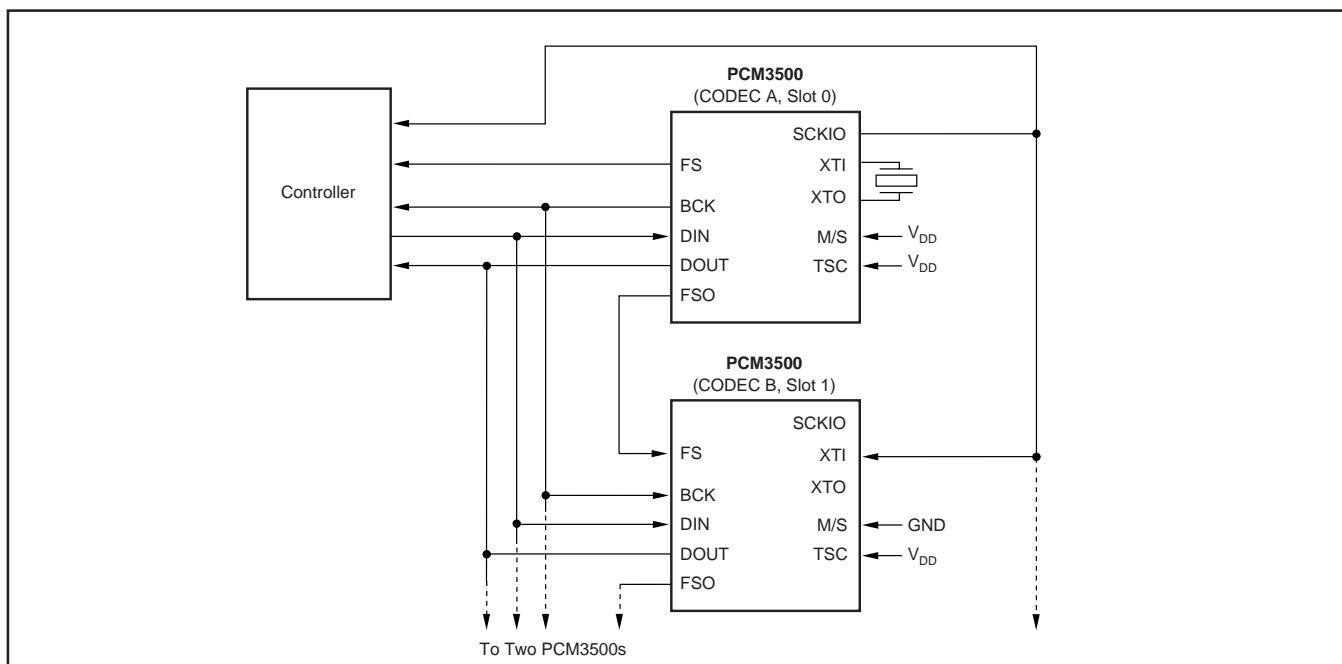 PCM3500
(CODEC A, Slot 0)
Controller
SCKIO
FS
XTI
BCK
XTO
DIN
M/S
VDD
DOUT
TSC
VDD
FSO
PCM3500
(CODEC B, Slot 1)
SCKIO
FS
XTI
BCK
XTO
DIN
M/S
GND
DOUT
TSC
VDD
FSO
To Two PCM3500s